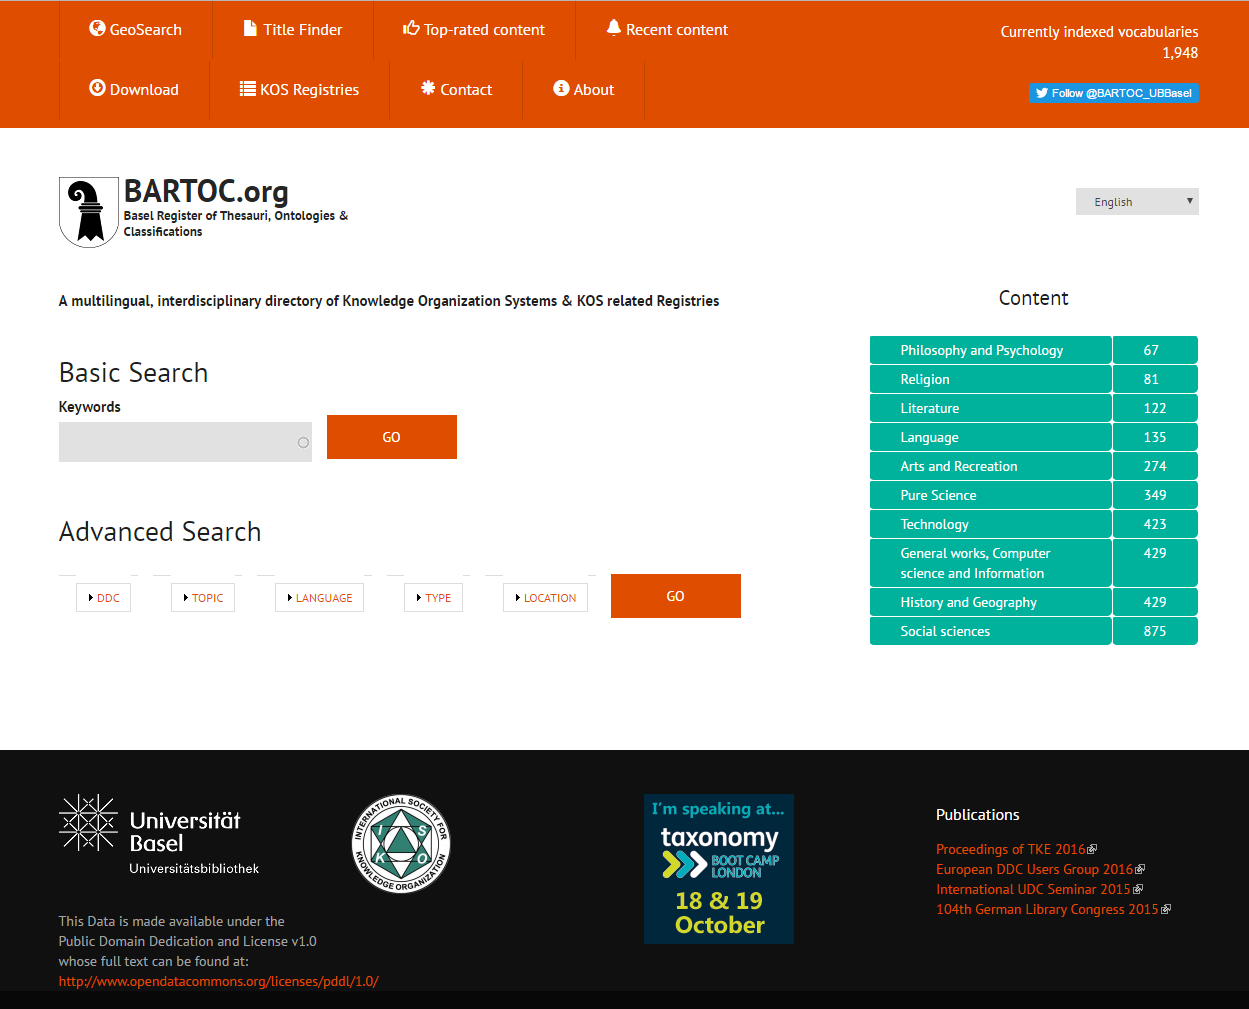 GeoSearch
Title Finder
Top-rated content
Recent content
Currently indexed vocabularies
1,948
Download
KOS Registries
Contact
About
Follow @BARTOC_UBBasel
BARTOC.org
Basel Register of Thesauri, Ontologies &
Classifications
English
A multilingual, interdisciplinary directory of Knowledge Organization Systems & KOS related Registries
Basic Search
Keywords
GO
Advanced Search
DDC
TOPIC
LANGUAGE
TYPE
LOCATION
GO
Content
Philosophy and Psychology 67
Religion 81
Literature 122
Language 135
Arts and Recreation 274
Pure Science 349
Technology 423
General works, Computer 429
science and Information
History and Geography 429
Social sciences 875
Universität
Basel
Universitätsbibliothek
INTERNATIONAL SOCIETY FOR
KNOWLEDGE ORGANIZATION
I S
K O
This Data is made available under the
Public Domain Dedication and License v1.0
whose full text can be found at:
http://www.opendatacommons.org/licenses/pddl/1.0/
I'm speaking at...
taxonomy
BOOT CAMP
LONDON
18 & 19
October
Publications
Proceedings of TKE 2016
European DDC Users Group 2016
International UDC Seminar 2015
104th German Library Congress 2015